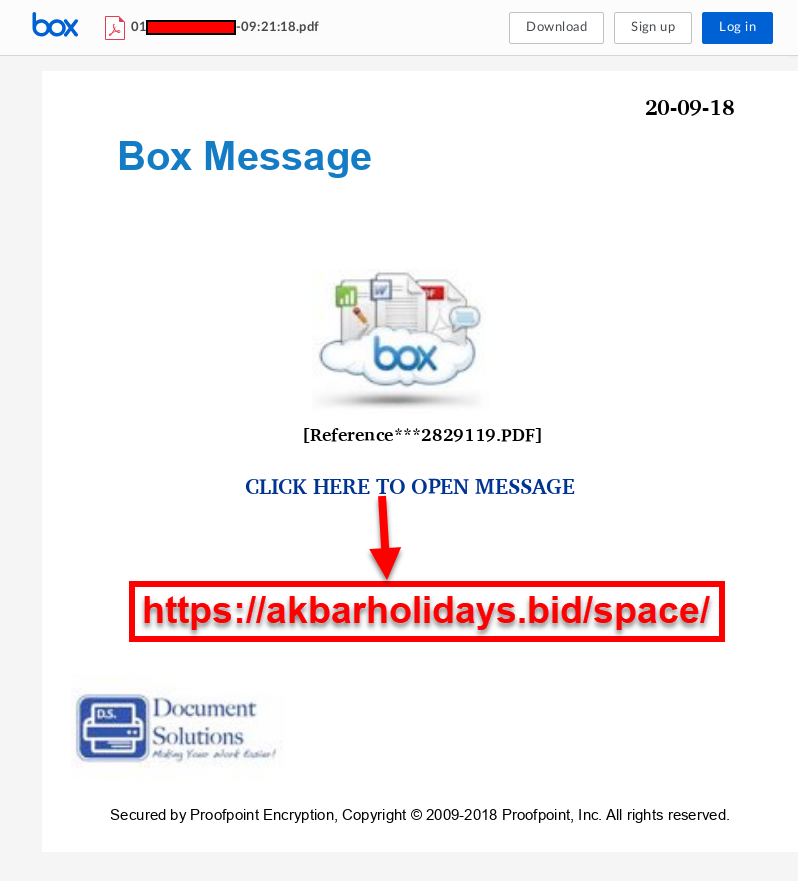 box
01 -09:21:18.pdf
Download
Sign up
Log in
20-09-18
Box Message
W
box
[Reference***2829119.PDF]
CLICK HERE TO OPEN MESSAGE
https://akbarholidays.bid/space/
D.S.
Document
Solutions
Making Your Work Easier!
Secured by Proofpoint Encryption, Copyright © 2009-2018 Proofpoint, Inc. All rights reserved.